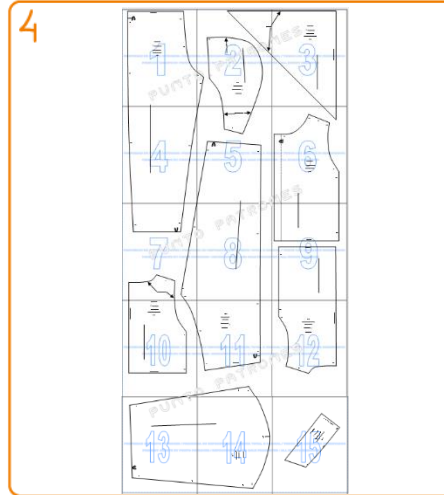 4
1 2 3
PUNTO PATRONES
4 5 6
PUNTO PATRONES
7 8 9
10 11 12
PUNTO PATRONES
13 14 15